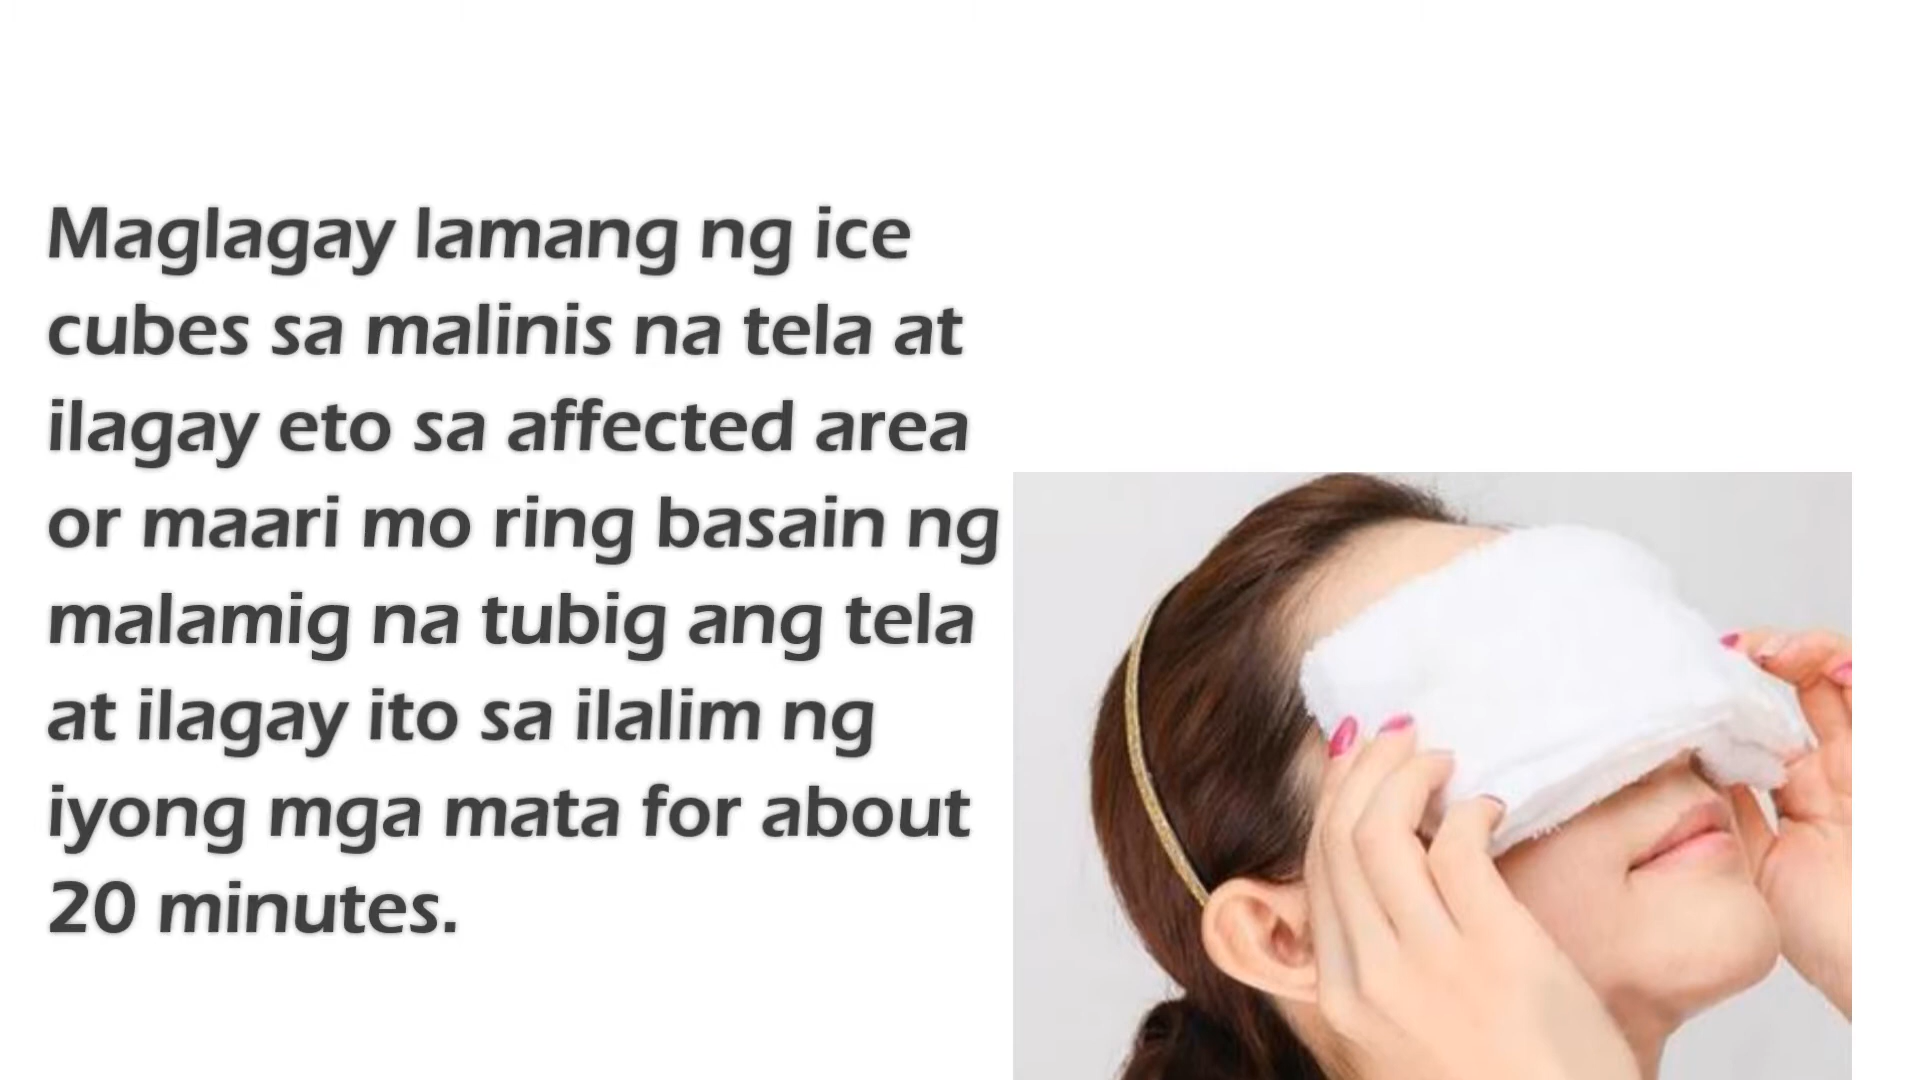 Maglagay lamang ng ice
cubes sa malinis na tela at
ilagay eto sa affected area
or maari mo ring basain ng
malamig na tubig ang tela
at ilagay ito sa ilalim ng
iyong mga mata for about
20 minutes.